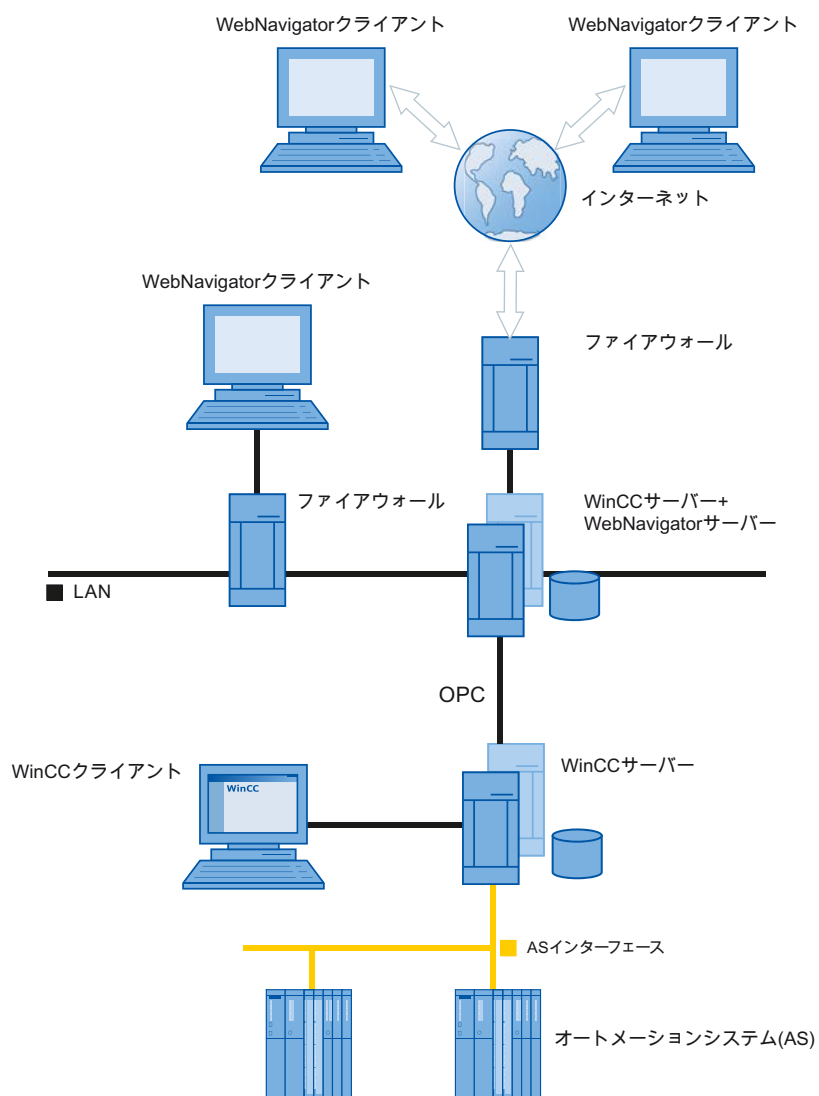 WebNavigatorクライアント
WebNavigatorクライアント
インターネット
WebNavigatorクライアント
ファイアウォール
ファイアウォール
WinCCサーバー+
WebNavigatorサーバー
LAN
OPC
WinCCクライアント
WinCCサーバー
WinCC
ASインターフェース
オートメーションシステム(AS)